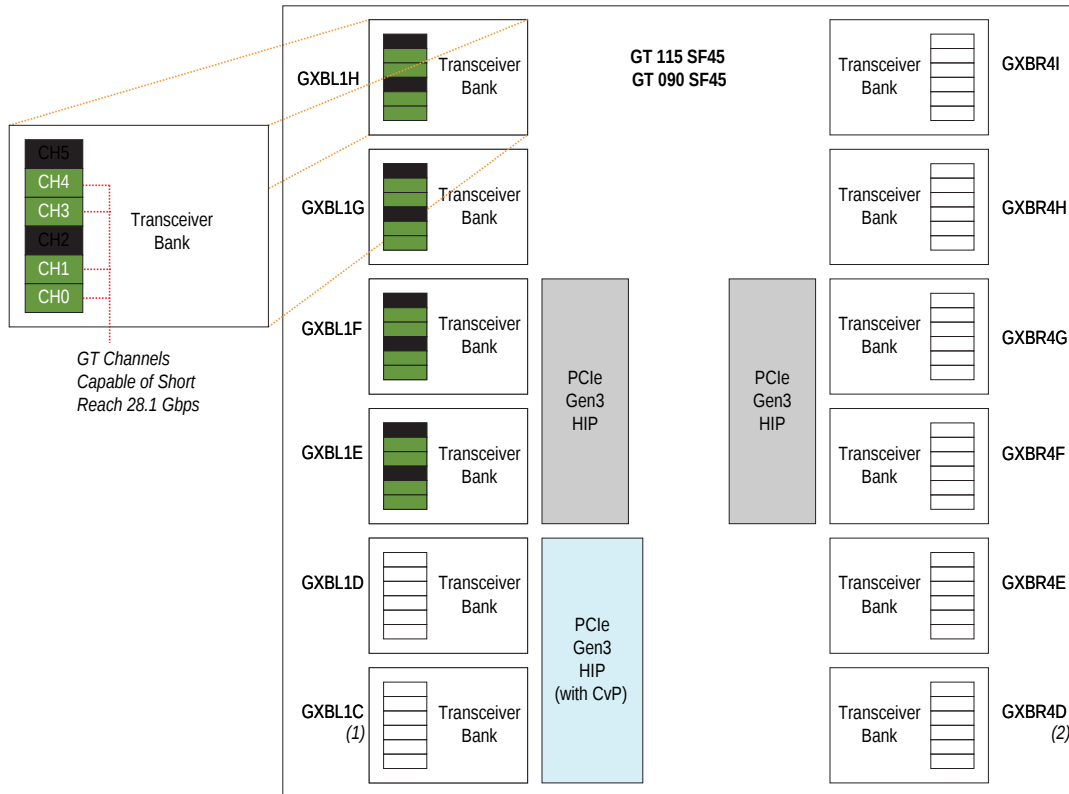 GT 115 SF45
GT 090 SF45
GXBL1H
Transceiver
Bank
Transceiver
Bank
GXBR4I
CH5
CH4
CH3
CH2
CH1
CH0
Transceiver
Bank
GT Channels
Capable of Short
Reach 28.1 Gbps
GXBL1G
Transceiver
Bank
Transceiver
Bank
GXBR4H
GXBL1F
Transceiver
Bank
Transceiver
Bank
GXBR4G
PCIe
Gen3
HIP
PCIe
Gen3
HIP
GXBL1E
Transceiver
Bank
Transceiver
Bank
GXBR4F
GXBL1D
Transceiver
Bank
Transceiver
Bank
GXBR4E
PCIe
Gen3
HIP
(with CvP)
GXBL1C
(1)
Transceiver
Bank
Transceiver
Bank
GXBR4D
(2)